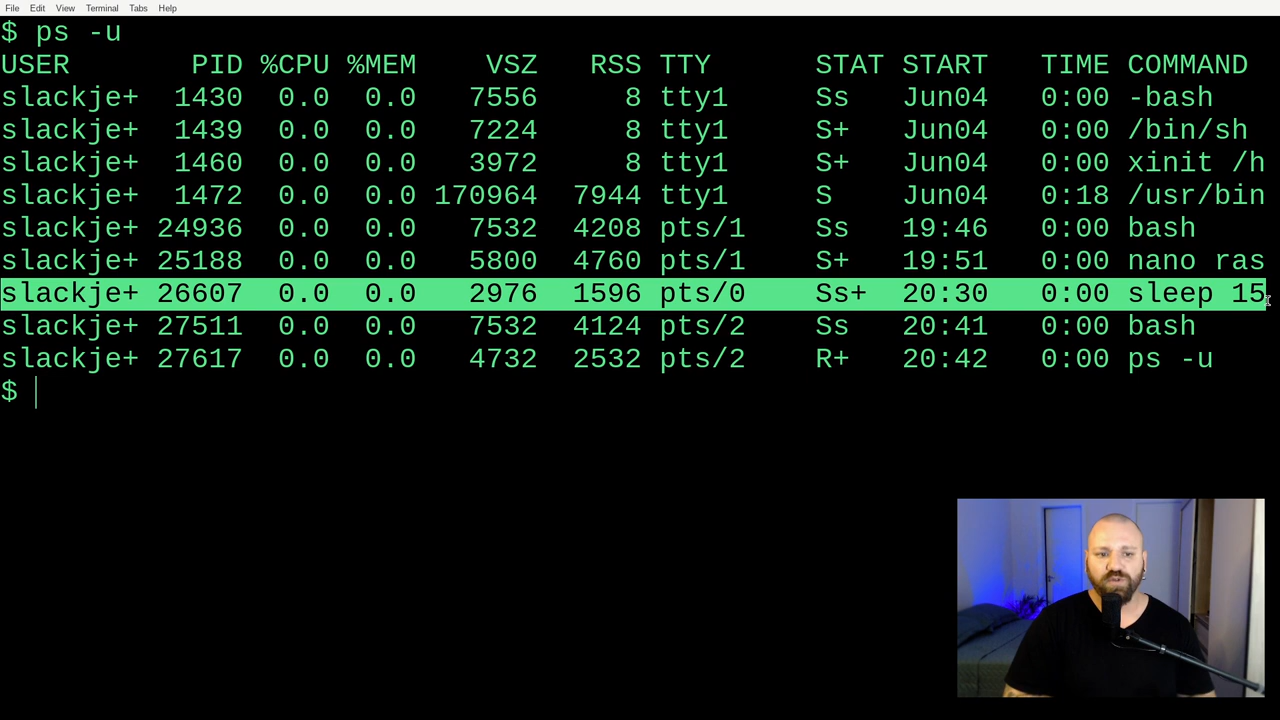 File Edit View Terminal Tabs Help
$ ps -u
USER PID %CPU %MEM VSZ RSS TTY STAT START TIME COMMAND
slackje+ 1430 0.0 0.0 7556 8 tty1 Ss Jun04 0:00 -bash
slackje+ 1439 0.0 0.0 7224 8 tty1 S+ Jun04 0:00 /bin/sh
slackje+ 1460 0.0 0.0 3972 8 tty1 S+ Jun04 0:00 xinit /h
slackje+ 1472 0.0 0.0 170964 7944 tty1 S Jun04 0:18 /usr/bin
slackje+ 24936 0.0 0.0 7532 4208 pts/1 Ss 19:46 0:00 bash
slackje+ 25188 0.0 0.0 5800 4760 pts/1 S+ 19:51 0:00 nano ras
slackje+ 26607 0.0 0.0 2976 1596 pts/0 Ss+ 20:30 0:00 sleep 15
slackje+ 27511 0.0 0.0 7532 4124 pts/2 Ss 20:41 0:00 bash
slackje+ 27617 0.0 0.0 4732 2532 pts/2 R+ 20:42 0:00 ps -u
$